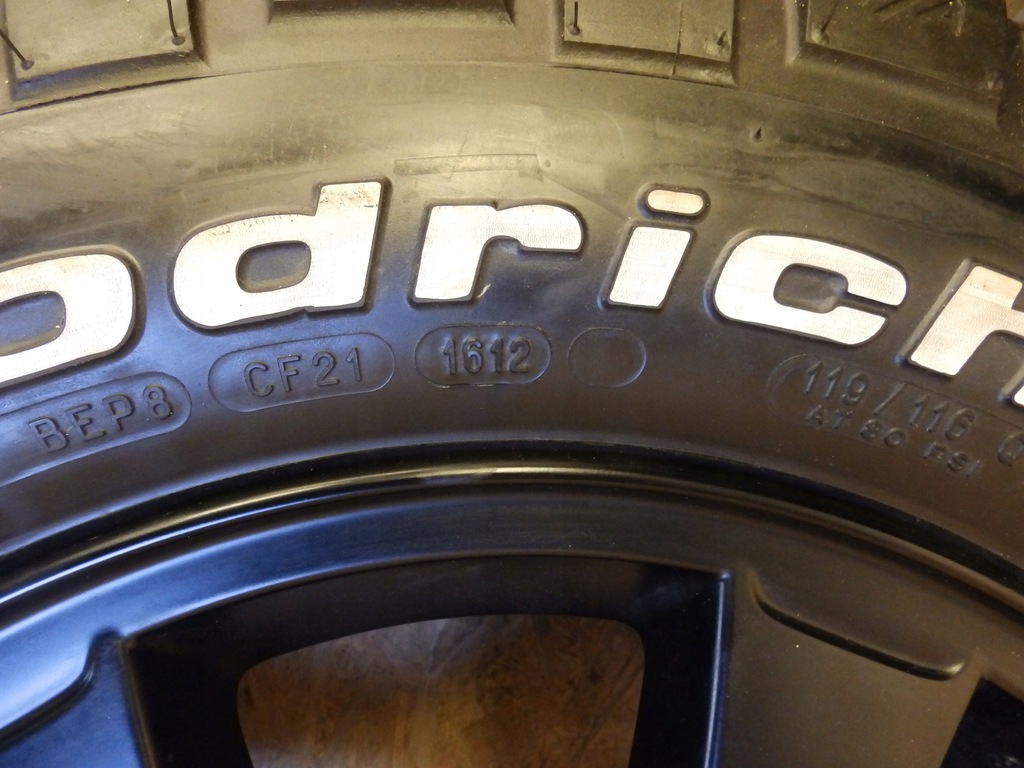 odrich
BEP8 CF21 1612 119 / 116 Q
AT 80 PSI